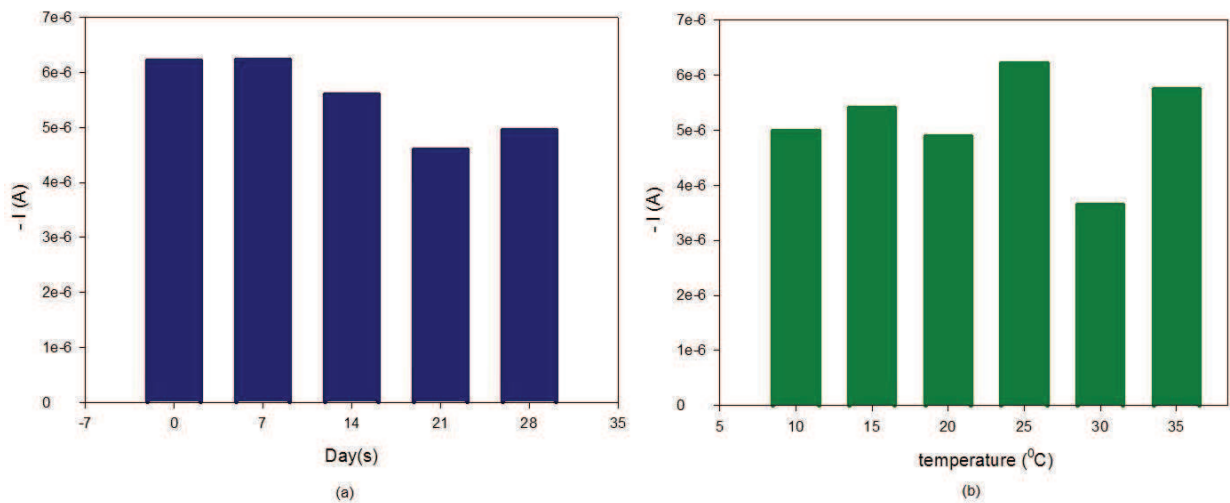 7e-6
6e-6
5e-6
4e-6
3e-6
2e-6
1e-6
0
- I (A)
-7 0 7 14 21 28 35
Day(s)
(a)
7e-6
6e-6
5e-6
4e-6
3e-6
2e-6
1e-6
0
- I (A)
5 10 15 20 25 30 35
temperature (⁰C)
(b)